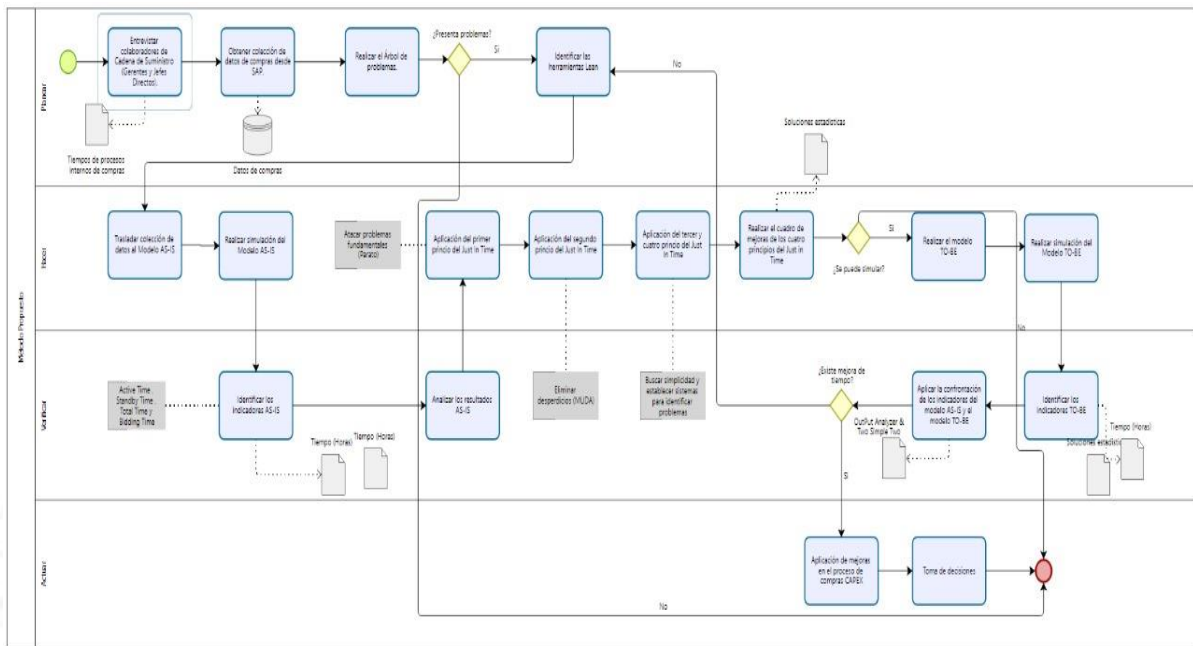 Metodo Propuesto
Planear
Entrevistar
colaboradores de
Cadena de Suministro
(Gerentes y Jefes
Directos).
Obtener colección de
datos de compras desde
SAP.
Realizar el Árbol de
problemas.
¿Presenta problemas?
Si
Identificar las
herramientas Lean
No
Tiempos de procesos
internos de compras
Datos de compras
Soluciones estadísticas
Hacer
Trasladar colección de
datos el Modelo AS-IS
Realizar simulación del
Modelo AS-IS
Atacar problemas
fundamentales
(Pareto)
Aplicación del primer
princio del Just in Time
Aplicación del segundo
princio del Just in Time
Aplicación del tercer y
cuatro princio del Just
in Time
Realizar el cuadro de
mejoras de los cuatro
principios del Just in
Time
¿Se puede simular?
Si
Realizar el modelo
TO-BE
Realizar simulación del
Modelo TO-BE
No
Verificar
Active Time
Standby Time
Total Time y
Bidding Time
Identificar los
indicadores AS-IS
Tiempo (Horas)
Tiempo (Horas)
Analizar los resultados
AS-IS
Eliminar
desperdicios (MUDA)
Buscar simplicidad y
establecer sistemas
para identificar
problemas
¿Existe mejora de
tiempo?
Si
Aplicar la confrontación
de los indicadores del
modelo AS-IS y el
modelo TO-BE
OutPut Analyzer &
Two Simple Two
Identificar los
indicadores TO-BE
Tiempo (Horas)
Actuar
Aplicación de mejoras
en el proceso de
compras CAPEX
Toma de decisiones
No